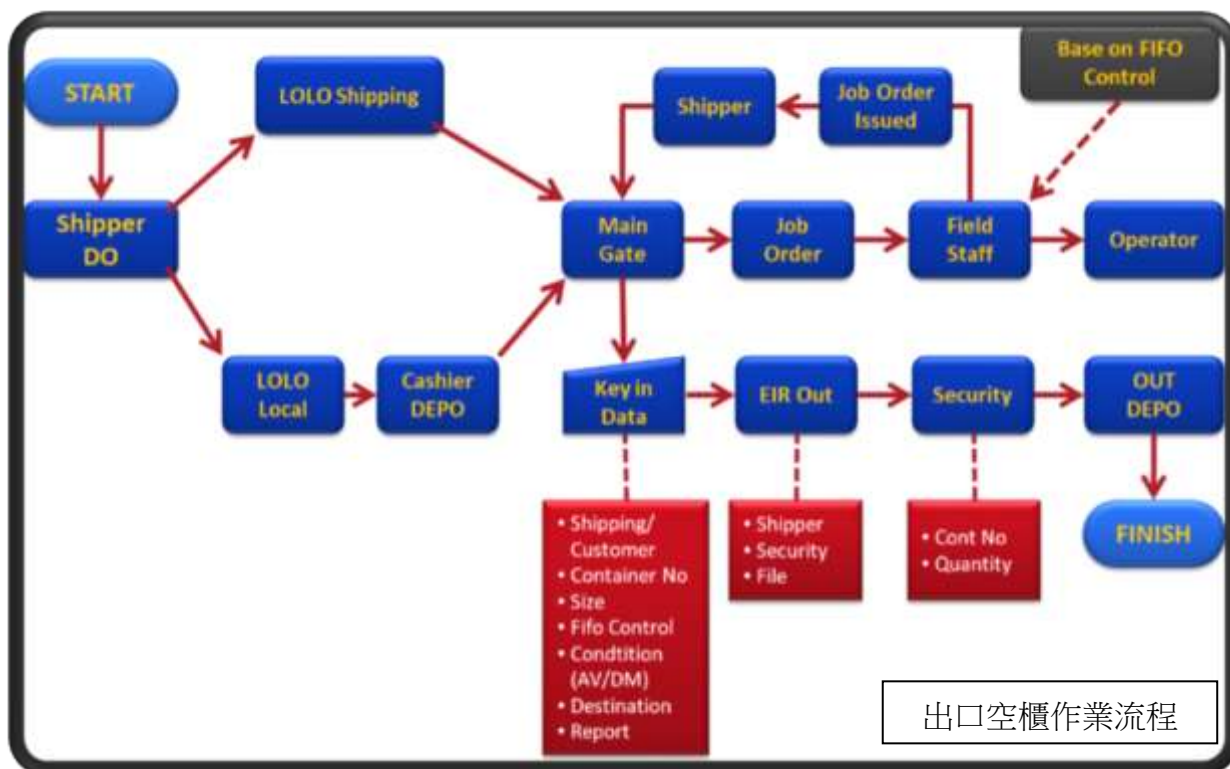 START
LOLO Shipping
Shipper
Job Order
Issued
Base on FIFO
Control
Shipper
DO
Main
Gate
Job
Order
Field
Staff
Operator
LOLO
Local
Cashier
DEPO
Key in
Data
EIR Out
Security
OUT
DEPO
• Shipping/
Customer
• Container No
• Size
• Fifo Control
• Condtition
(AV/DM)
• Destination
• Report
• Shipper
• Security
• File
• Cont No
• Quantity
FINISH
出口空櫃作業流程